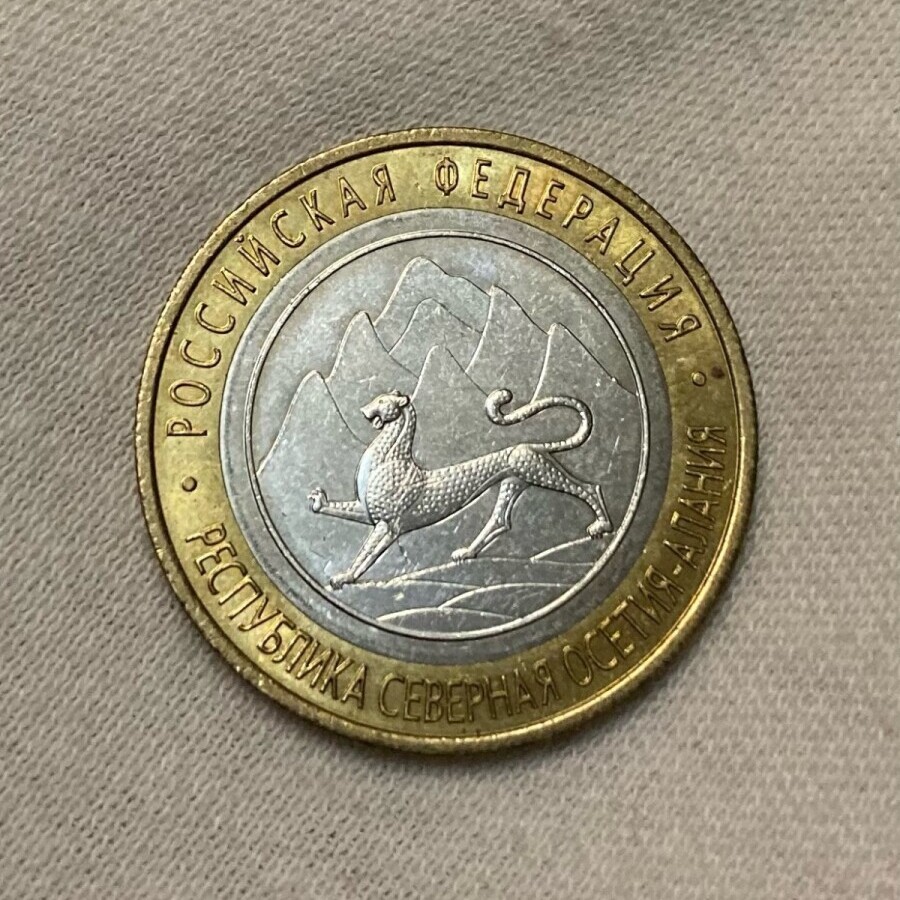 РОССИЙСКАЯ ФЕДЕРАЦИЯ
РЕСПУБЛИКА СЕВЕРНАЯ ОСЕТИЯ-АЛАНИЯ